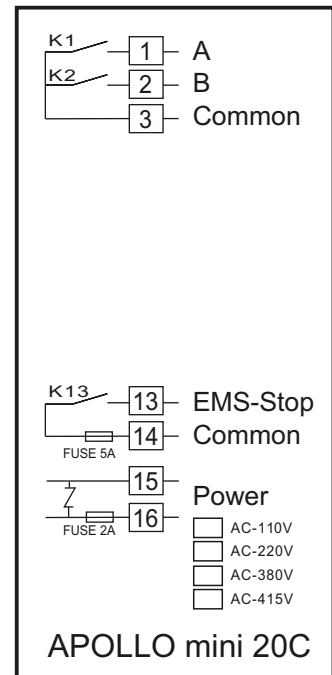 K1 1 A
K2 2 B
3 Common
K13 13 EMS-Stop
14 Common
FUSE 5A
15
Power
16
FUSE 2A
AC-110V
AC-220V
AC-380V
AC-415V
APOLLO mini 20C